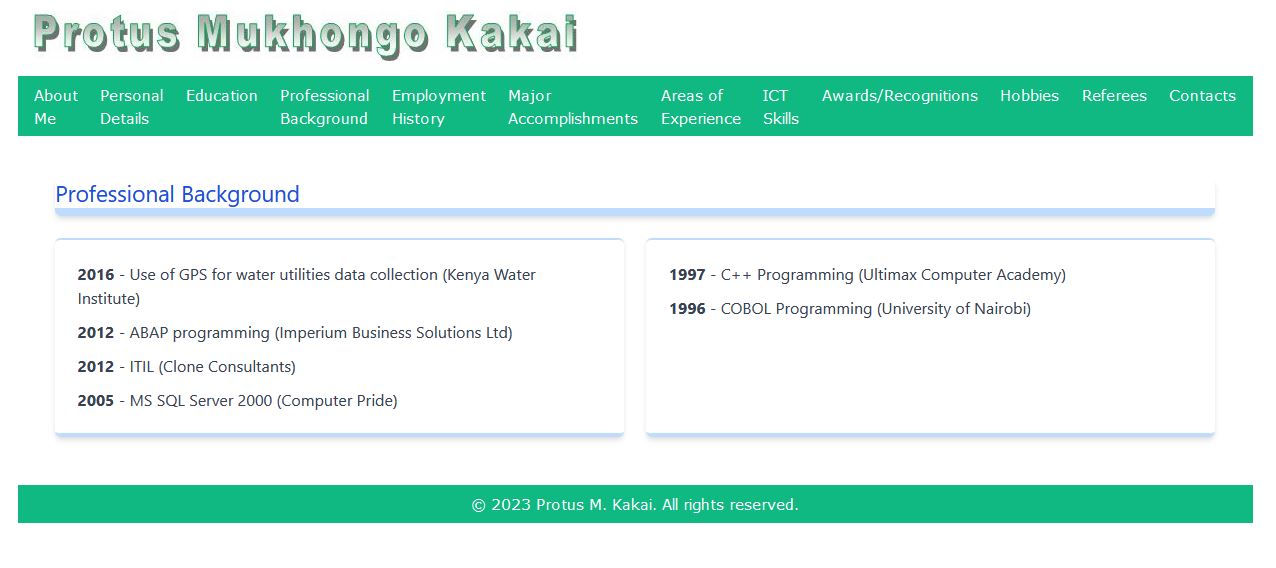 Protus Mukhongo Kakai
About Me
Personal Details
Education
Professional Background
Employment History
Major Accomplishments
Areas of Experience
ICT Skills
Awards/Recognitions
Hobbies
Referees
Contacts
Professional Background
2016 - Use of GPS for water utilities data collection (Kenya Water
Institute)
2012 - ABAP programming (Imperium Business Solutions Ltd)
2012 - ITIL (Clone Consultants)
2005 - MS SQL Server 2000 (Computer Pride)
1997 - C++ Programming (Ultimax Computer Academy)
1996 - COBOL Programming (University of Nairobi)
© 2023 Protus M. Kakai. All rights reserved.